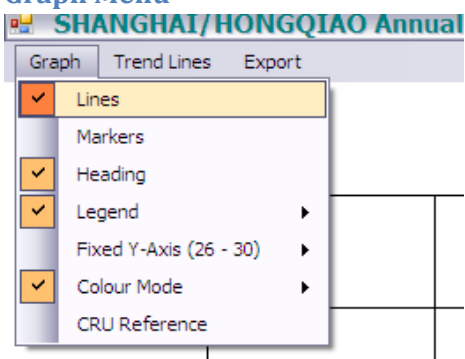 Graph Menu
SHANGHAI/HONGQIAO Annual
Graph Trend Lines Export
Lines
Markers
Heading
Legend
Fixed Y-Axis (26 - 30)
Colour Mode
CRU Reference